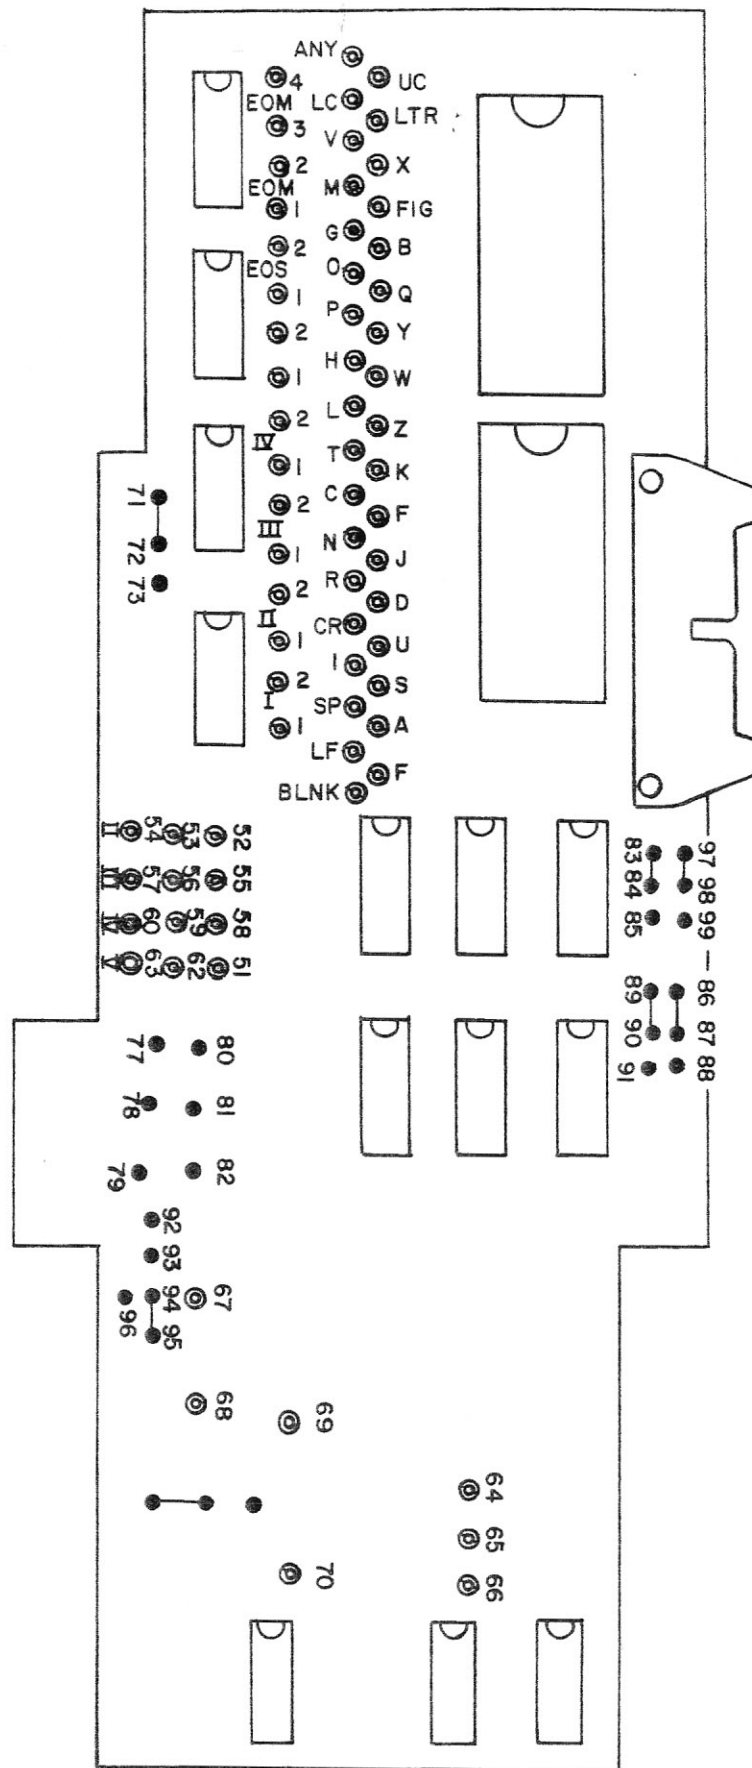 ANY
4
UC
EOM
LC
3
LTR
V
2
X
EOM
M
1
FIG
G
2
B
EOS
O
1
Q
P
2
Y
H
1
W
L
2
Z
IV
T
1
K
C
2
F
III
N
1
J
R
2
D
II
CR
1
U
I
2
S
I
SP
1
A
LF
F
BLNK
71
72
73
II 54 53 52
III 57 56 55
IV 60 59 58
V 63 62 51
83 97
84 98
85 99
89 86
90 87
91 88
77 80
78 81
79 82
92
93
96 94 67
95
68
69
64
65
70
66